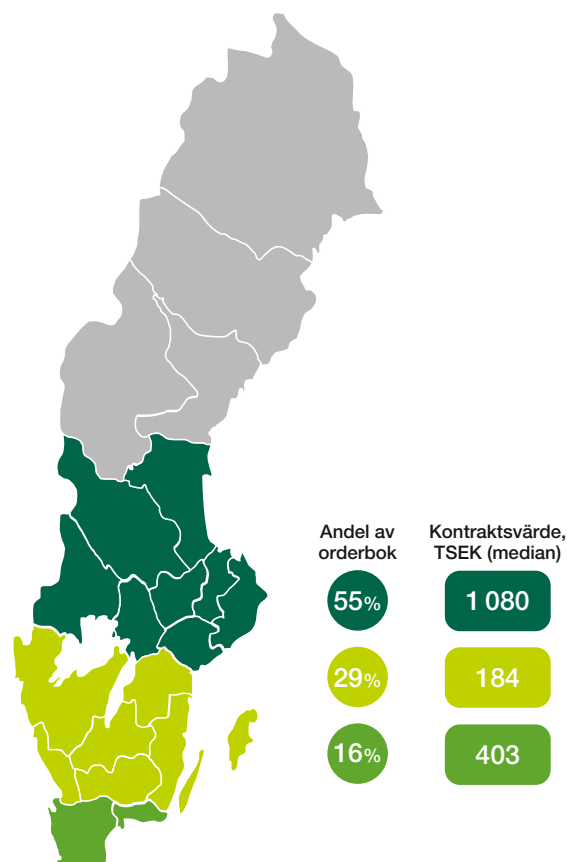 Andel av
orderbok
Kontraktsvärde,
TSEK (median)
55%
1 080
29%
184
16%
403